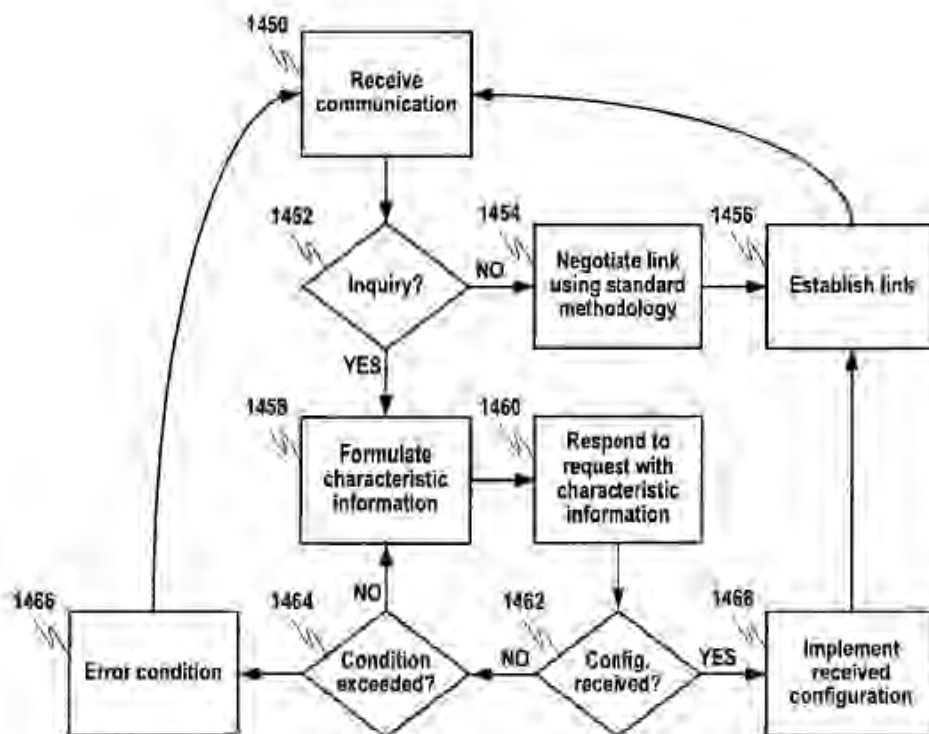 1450
Receive
communication
1452
Inquiry?
NO
YES
1454
Negotiate link
using standard
methodology
1456
Establish link
1458
Formulate
characteristic
information
1460
Respond to
request with
characteristic
information
1462
Config.
received?
NO
YES
1464
Condition
exceeded?
NO
1466
Error condition
1468
Implement
received
configuration